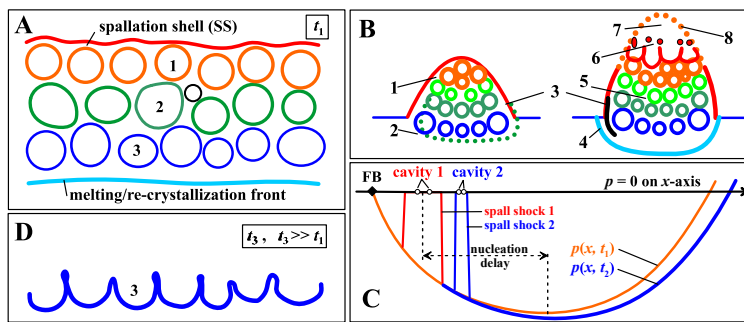 A
spallation shell (SS)
t1
1
2
3
melting/re-crystallization front
B
1
2
3
4
5
6
7
8
FB
cavity 1
cavity 2
p = 0 on x-axis
spall shock 1
spall shock 2
nucleation
delay
p(x, t1)
p(x, t2)
C
D
t3 , t3 >> t1
3